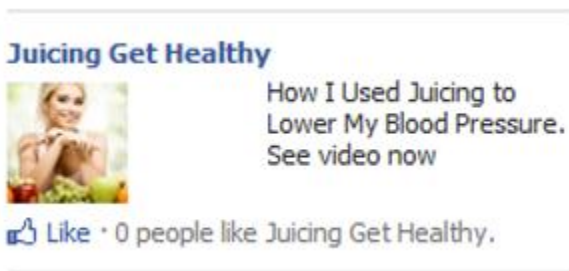 Juicing Get Healthy
How I Used Juicing to
Lower My Blood Pressure.
See video now
Like · 0 people like Juicing Get Healthy.